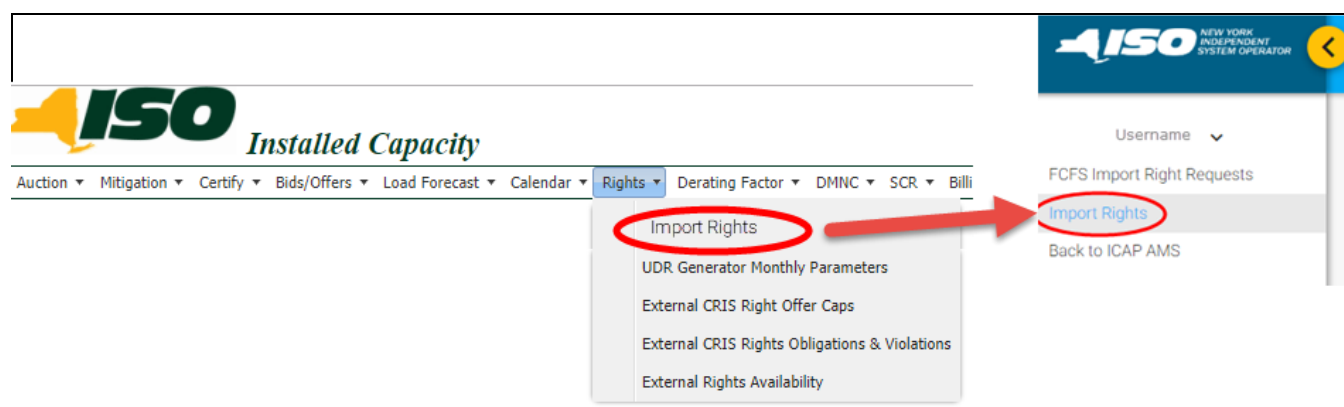 ISO NEW YORK
INDEPENDENT
SYSTEM OPERATOR
ISO Installed Capacity
Username
Auction Mitigation Certify Bids/Offers Load Forecast Calendar Rights Derating Factor DMNC SCR Billi
FCFS Import Right Requests
Import Rights
Import Rights
UDR Generator Monthly Parameters
Back to ICAP AMS
External CRIS Right Offer Caps
External CRIS Rights Obligations & Violations
External Rights Availability